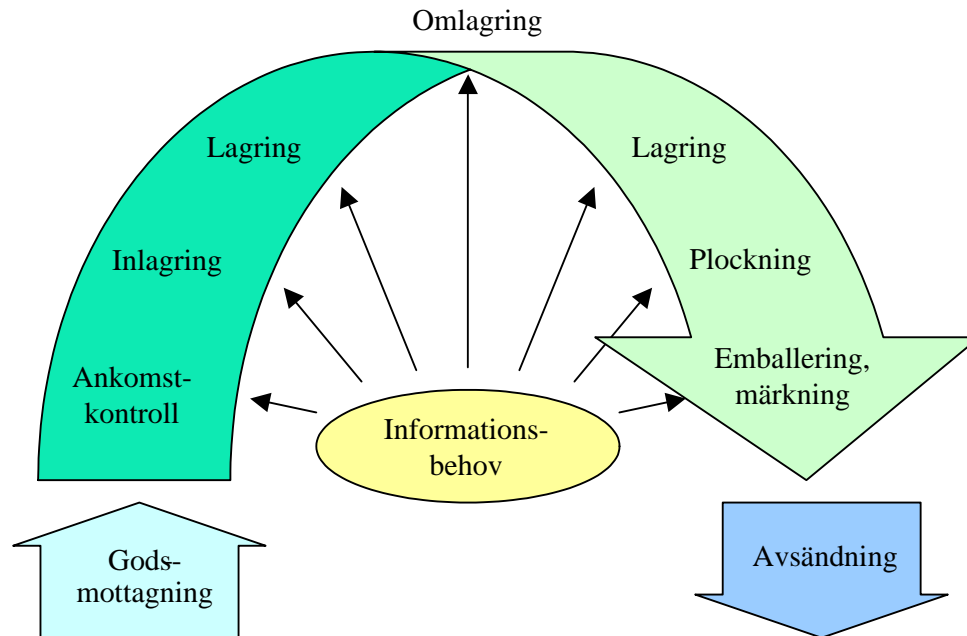 Omlagring
Lagring
Lagring
Inlagring
Plockning
Ankomst-
kontroll
Emballering,
märkning
Informations-
behov
Gods-
mottagning
Avsändning